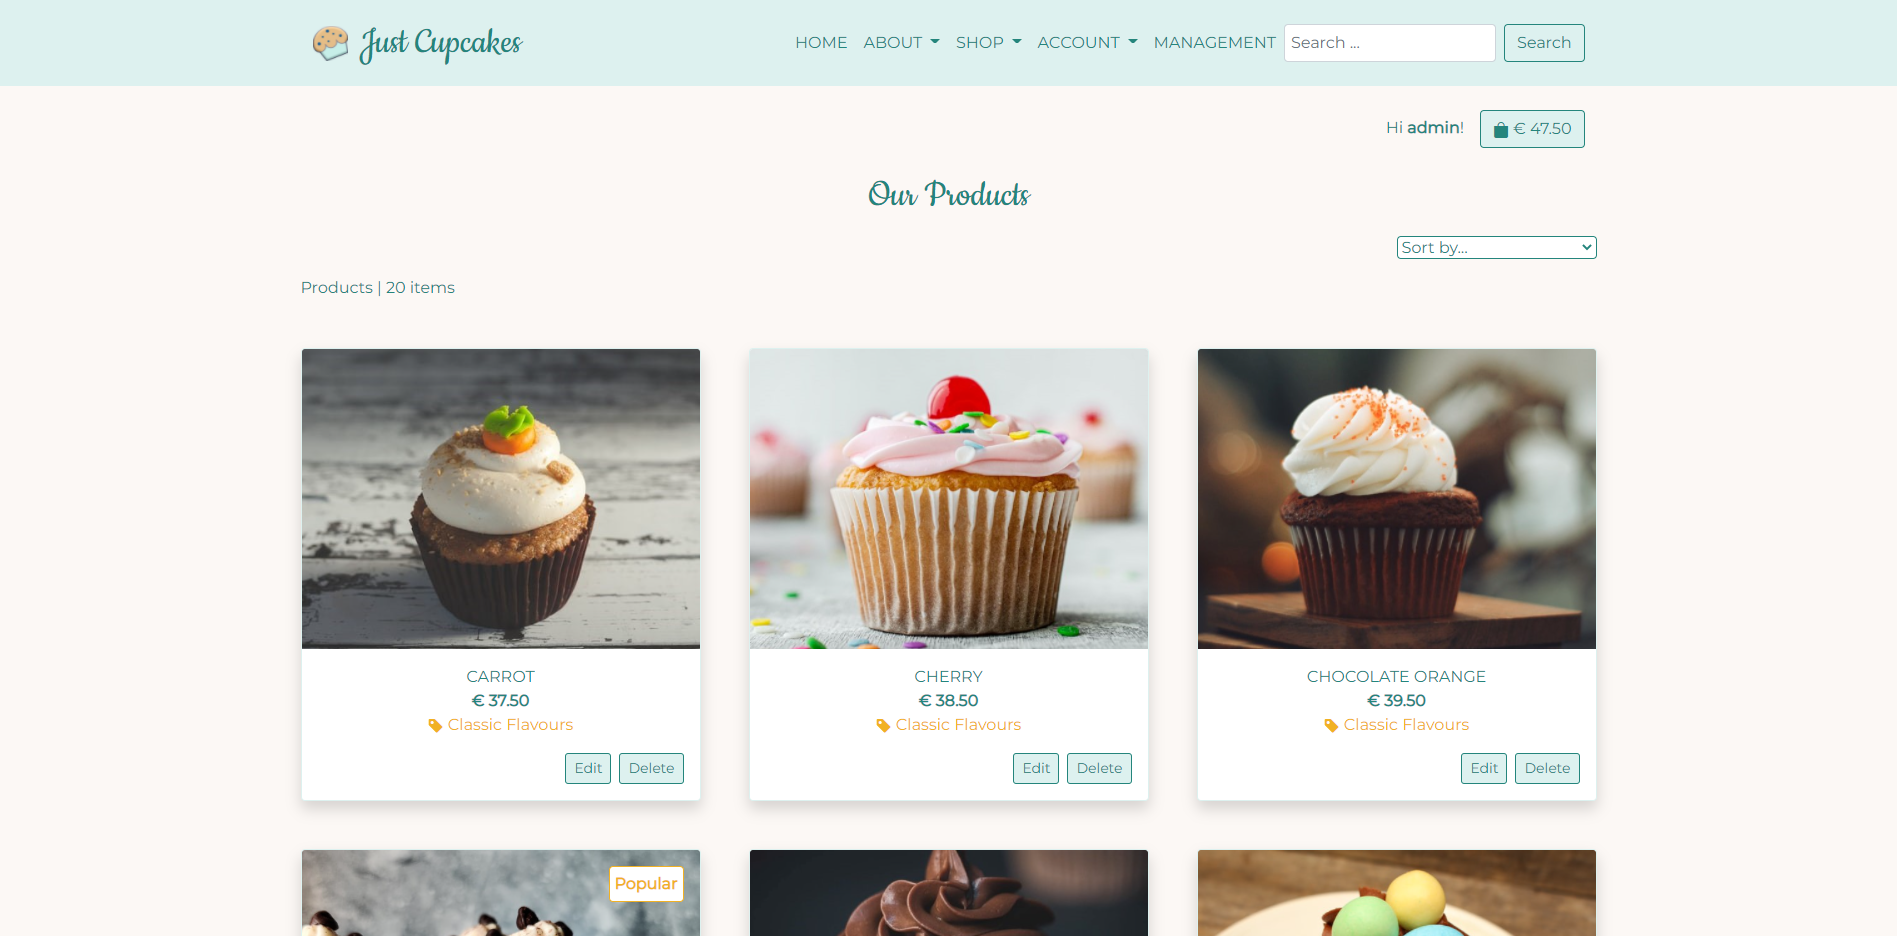 Just Cupcakes
HOME ABOUT SHOP ACCOUNT MANAGEMENT Search ... Search
Hi admin! € 47.50
Our Products
Sort by...
Products | 20 items
CARROT
€ 37.50
Classic Flavours
Edit Delete
CHERRY
€ 38.50
Classic Flavours
Edit Delete
CHOCOLATE ORANGE
€ 39.50
Classic Flavours
Edit Delete
Popular